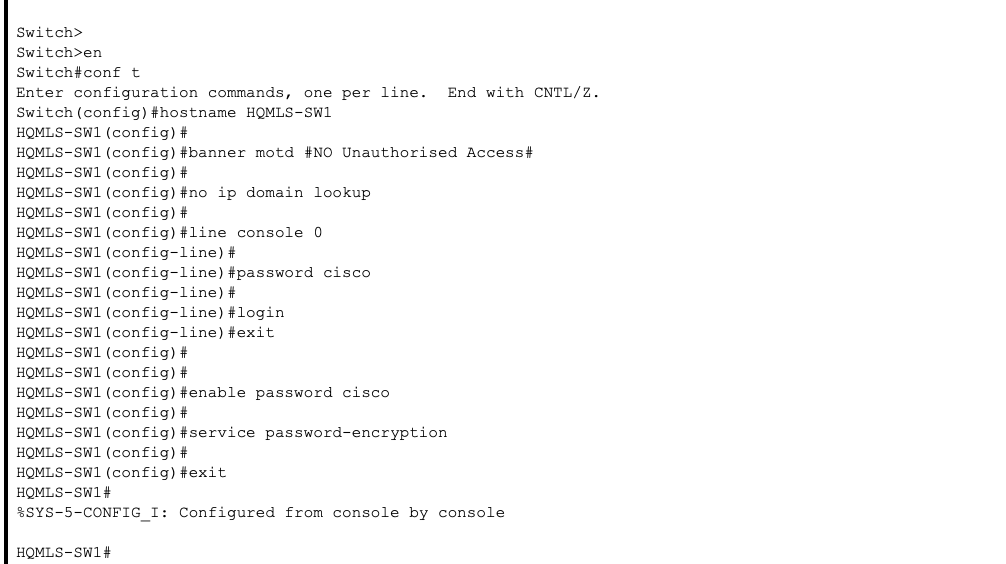 Switch>
Switch>en
Switch#conf t
Enter configuration commands, one per line.  End with CNTL/Z.
Switch(config)#hostname HQMLS-SW1
HQMLS-SW1(config)#
HQMLS-SW1(config)#banner motd #NO Unauthorised Access#
HQMLS-SW1(config)#
HQMLS-SW1(config)#no ip domain lookup
HQMLS-SW1(config)#
HQMLS-SW1(config)#line console 0
HQMLS-SW1(config-line)#
HQMLS-SW1(config-line)#password cisco
HQMLS-SW1(config-line)#
HQMLS-SW1(config-line)#login
HQMLS-SW1(config-line)#exit
HQMLS-SW1(config)#
HQMLS-SW1(config)#
HQMLS-SW1(config)#enable password cisco
HQMLS-SW1(config)#
HQMLS-SW1(config)#service password-encryption
HQMLS-SW1(config)#
HQMLS-SW1(config)#exit
HQMLS-SW1#
%SYS-5-CONFIG_I: Configured from console by console
HQMLS-SW1#